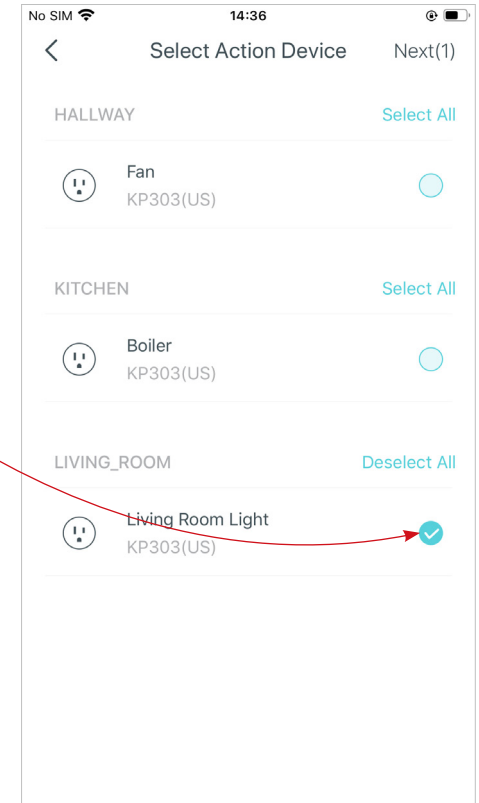 No SIM 14:36
Select Action Device Next(1)
HALLWAY Select All
Fan
KP303(US)
KITCHEN Select All
Boiler
KP303(US)
LIVING_ROOM Deselect All
Living Room Light
KP303(US)